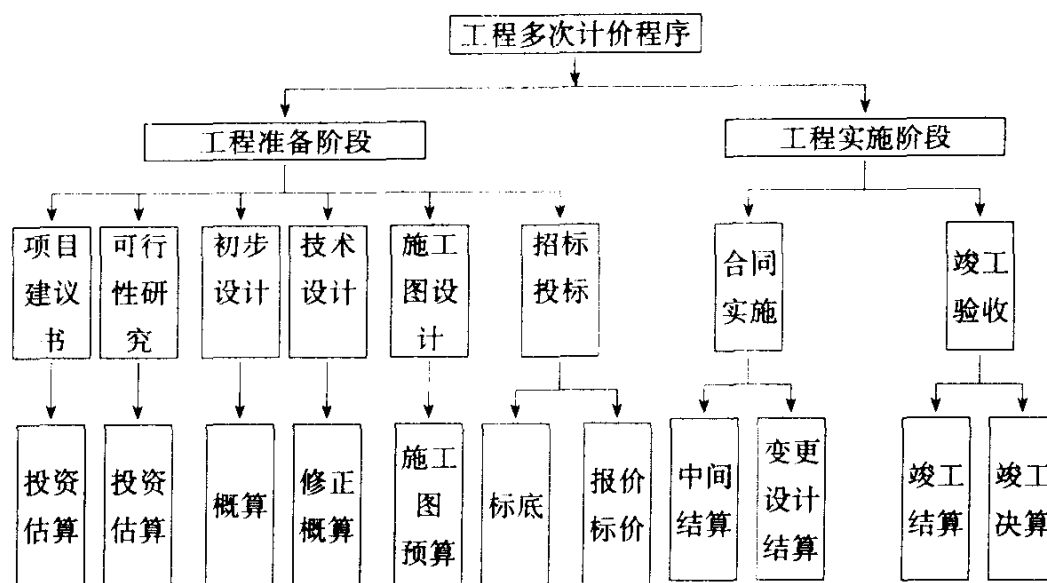 工程多次计价程序
工程准备阶段
工程实施阶段
项目
建议
书
可行
性研
究
初步
设计
技术
设计
施工
图设
计
招标
投标
合同
实施
竣工
验收
投资
估算
投资
估算
概算
修正
概算
施工
图
预算
标底
报价
标价
中间
结算
变更
设计
结算
竣工
结算
竣工
决算